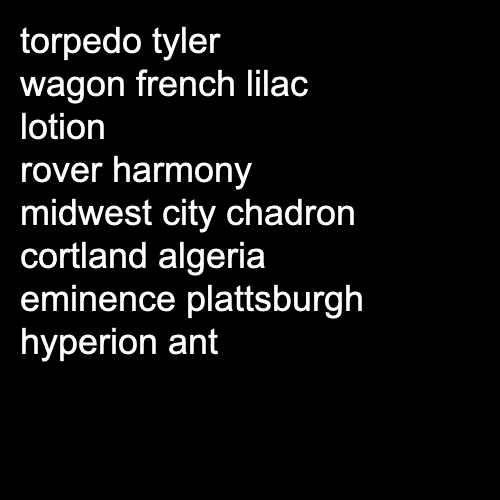 torpedo tyler
wagon french lilac
lotion
rover harmony
midwest city chadron
cortland algeria
eminence plattsburgh
hyperion ant